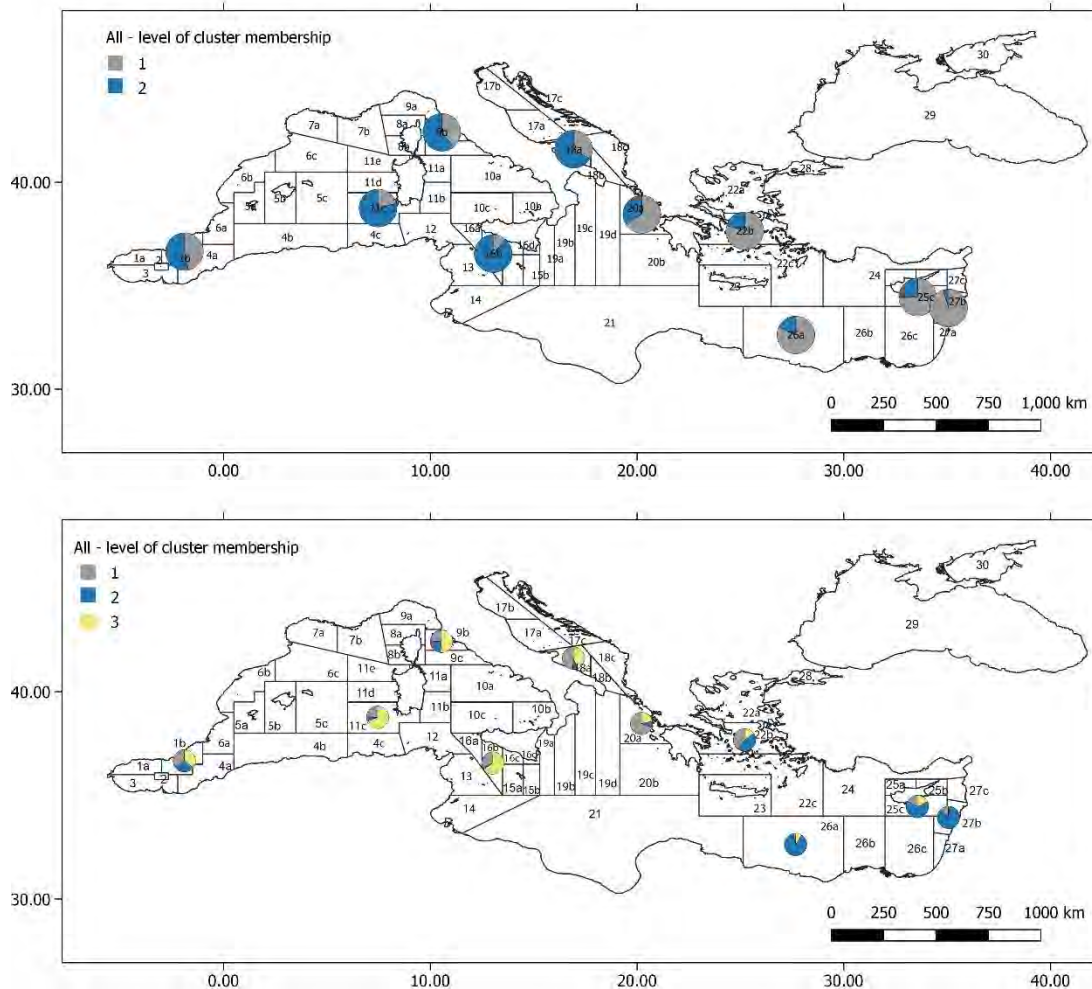 All - level of cluster membership
1
2
30
17b
17c
9a
29
7a
7b
8a
9b
17a
8b
18a
18c
6c
11e
11a
10a
18b
28
40.00
6b
11d
22a
5a
5b
5c
11c
11b
10c
10b
19c
20a
22b
6a
16a
19b
19d
1a
2
1b
4a
4b
4c
12
16b
16d
19a
20b
22c
24
3
13
15b
23
25c
27c
27b
14
21
26a
26b
26c
27a
30.00
0 250 500 750 1,000 km
0.00 10.00 20.00 30.00 40.00
All - level of cluster membership
1
2
3
30
17b
9a
29
7a
7b
8a
9b
17a
17c
8b
9c
18a
18c
6b
6c
11e
11a
10a
18b
28
40.00
11d
22a
5a
5b
5c
11c
11b
10c
10b
20a
22b
1b
6a
4b
4c
12
16a
16b
16c
19a
1a
4a
3
2
13
15a
15b
19b
19c
19d
20b
23
22c
24
25a
25b
25c
27c
27b
14
21
26a
26b
26c
27a
30.00
0 250 500 750 1000 km
0.00 10.00 20.00 30.00 40.00